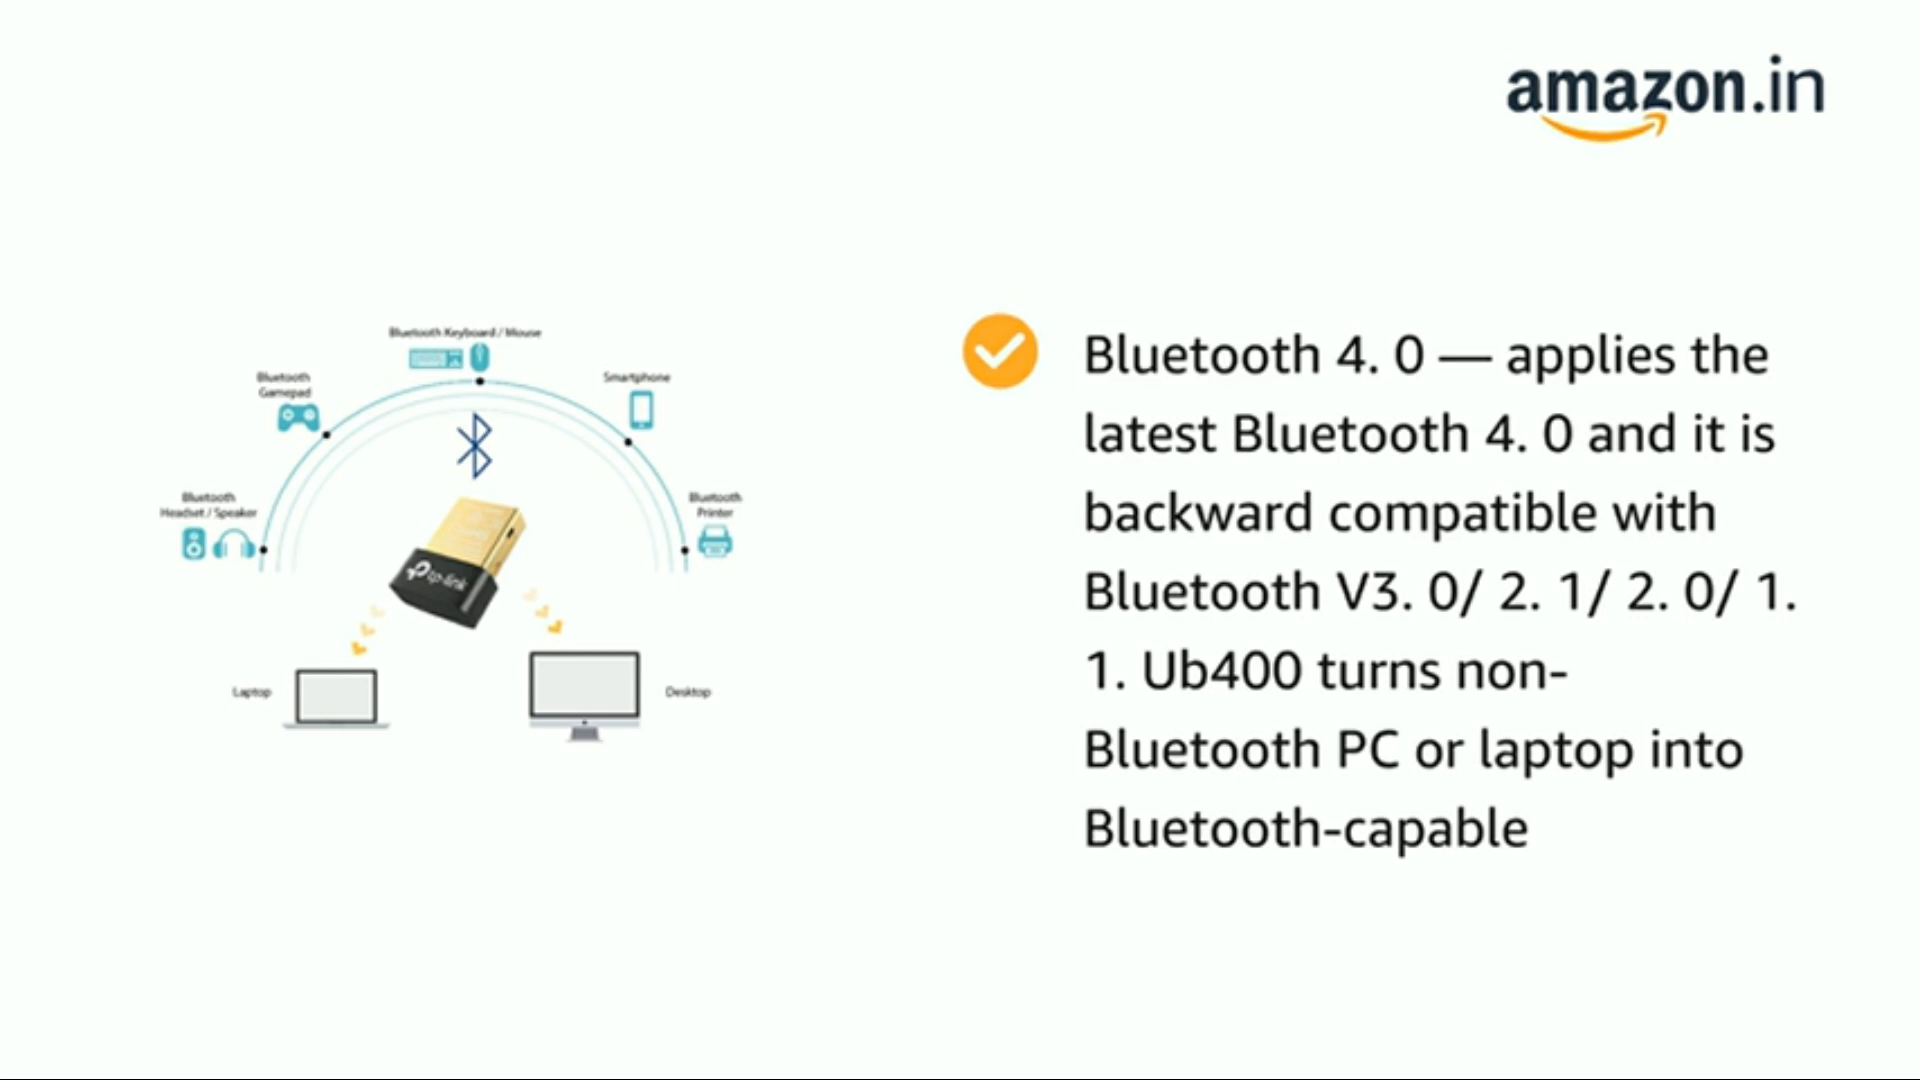 amazon.in
Bluetooth Keyboard / Mouse
Bluetooth
Gamepad
Smartphone
Bluetooth
Headset / Speaker
Bluetooth
Printer
tp-link
Laptop
Desktop
Bluetooth 4. 0 — applies the
latest Bluetooth 4. 0 and it is
backward compatible with
Bluetooth V3. 0/ 2. 1/ 2. 0/ 1.
1. Ub400 turns non-
Bluetooth PC or laptop into
Bluetooth-capable